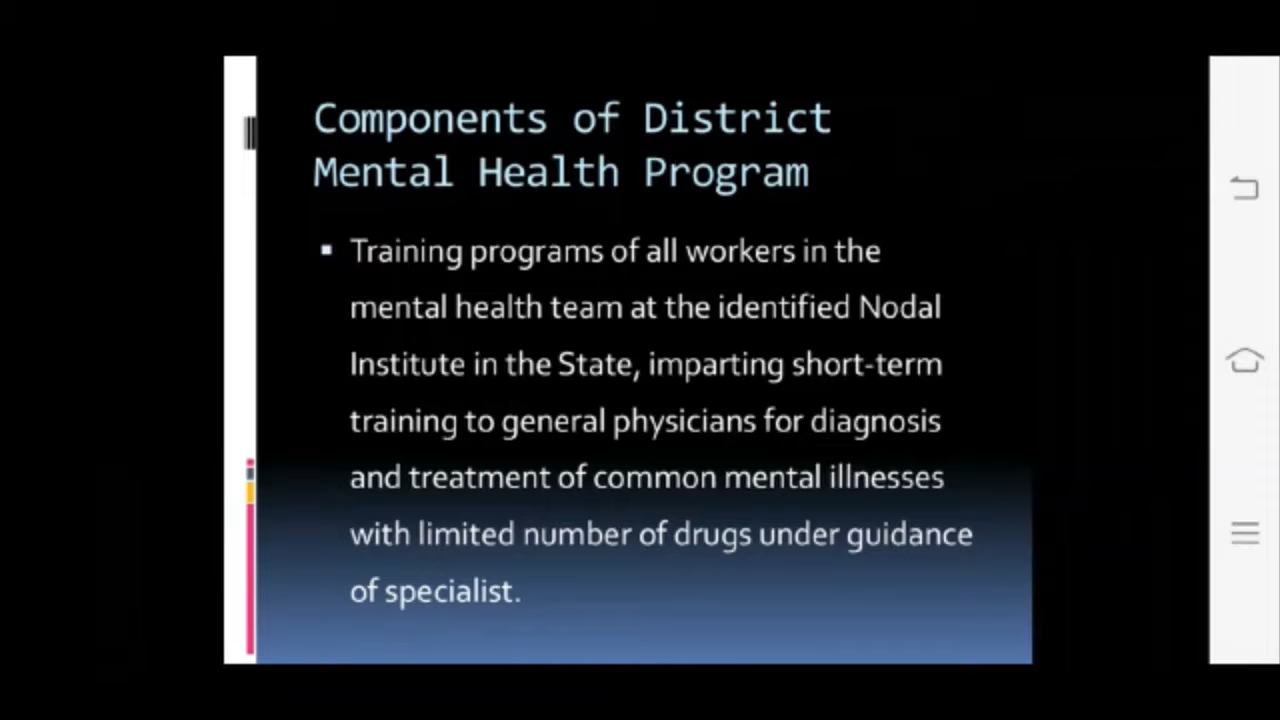 Components of District
Mental Health Program
▪ Training programs of all workers in the
mental health team at the identified Nodal
Institute in the State, imparting short-term
training to general physicians for diagnosis
and treatment of common mental illnesses
with limited number of drugs under guidance
of specialist.